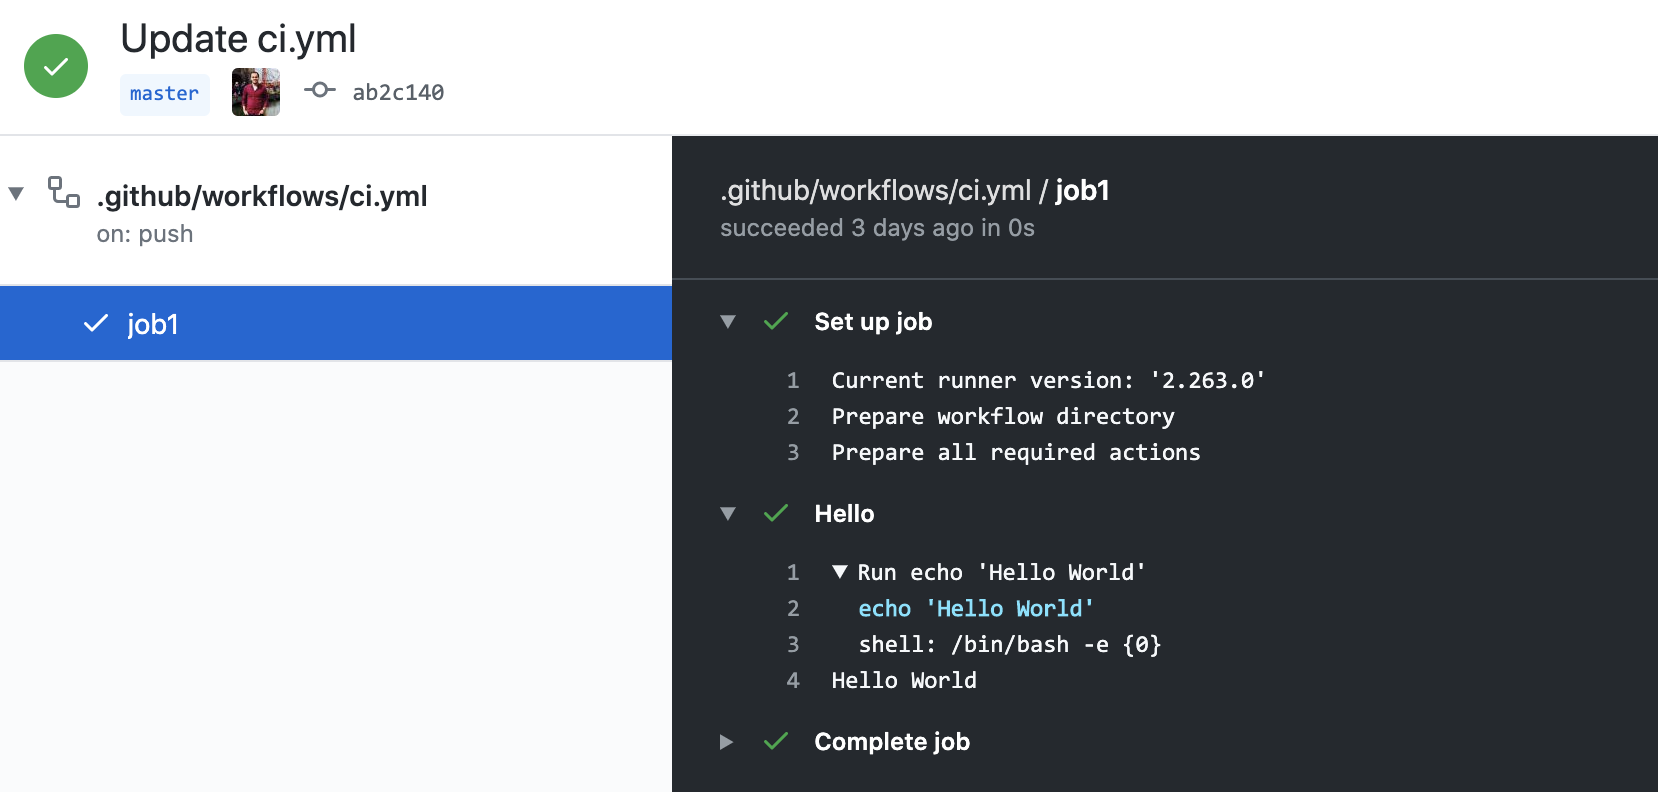 Update ci.yml
master ab2c140
.github/workflows/ci.yml
on: push
job1
.github/workflows/ci.yml / job1
succeeded 3 days ago in 0s
Set up job
1 Current runner version: '2.263.0'
2 Prepare workflow directory
3 Prepare all required actions
Hello
1 Run echo 'Hello World'
2 echo 'Hello World'
3 shell: /bin/bash -e {0}
4 Hello World
Complete job